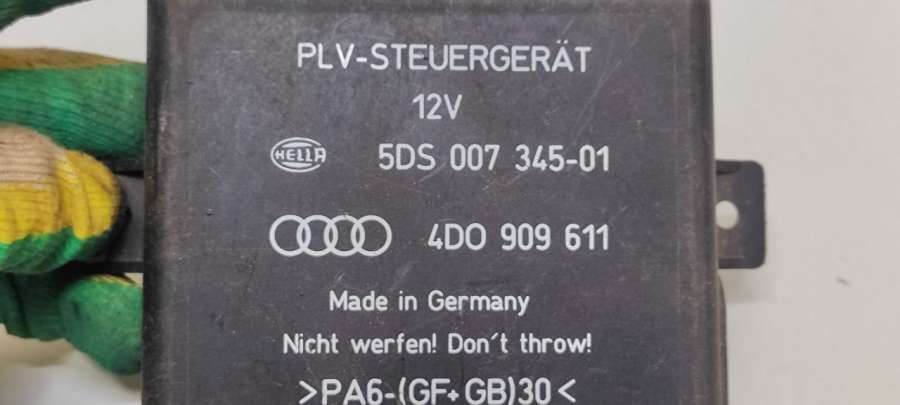 PLV-STEUERGERÄT
12V
HELLA 5DS 007 345-01
4D0 909 611
Made in Germany
Nicht werfen! Don´t throw!
>PA6-(GF+GB)30<